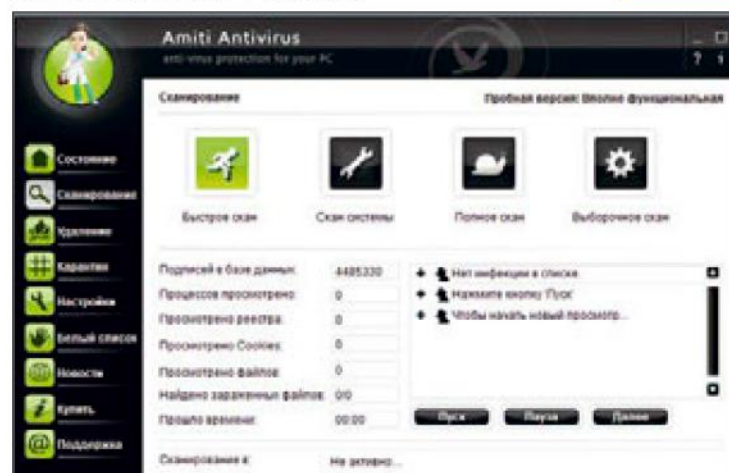 Amiti Antivirus
anti-virus protection for your PC
Сканирование
Пробная версия: Вполне функциональная
Состояние
Сканирование
Удаление
Карантин
Настройки
Белый список
Новости
Купить
Поддержка
Быстрое скан
Скан системы
Полное скан
Выборочное скан
Подписей в базе данных: 4485330
Процессов просмотрено: 0
Просмотрено реестра: 0
Просмотрено Cookies: 0
Просмотрено файлов: 0
Найдено зараженных файлов: 0/0
Прошло времени: 00:00
Нет инфекции в списке
Нажмите кнопку 'Пуск'
Чтобы начать новый просмотр...
Пуск
Пауза
Далее
Сканирование в: Не активно...